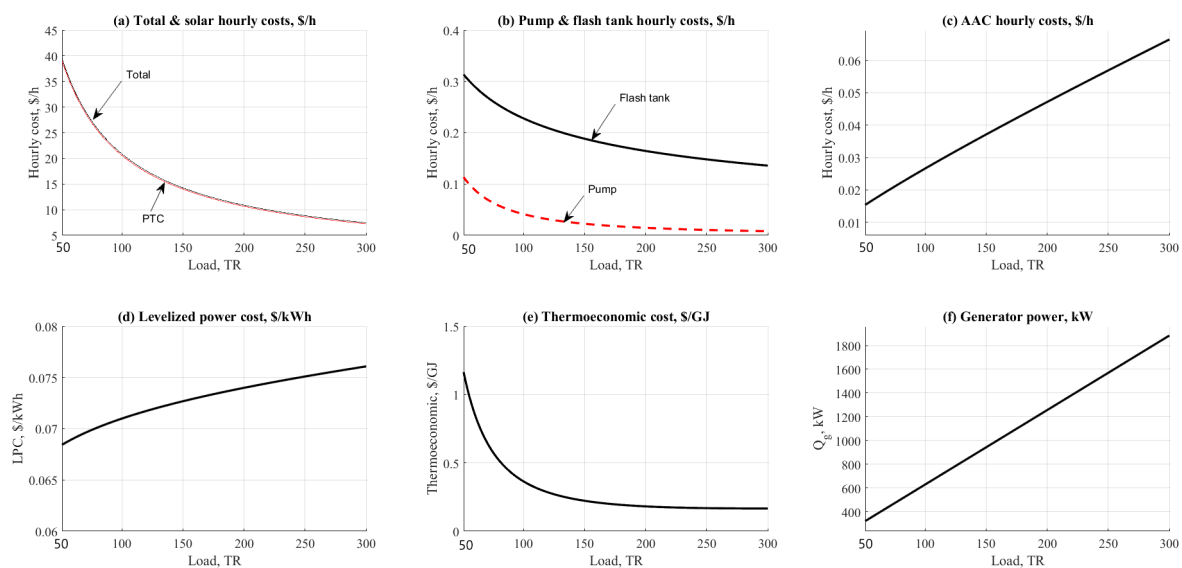 (a) Total & solar hourly costs, $/h
45
40
35
30
25
20
15
10
5
Hourly cost, $/h
Total
PTC
50 100 150 200 250 300
Load, TR
(b) Pump & flash tank hourly costs, $/h
0.4
0.3
0.2
0.1
0
Hourly cost, $/h
Flash tank
Pump
50 100 150 200 250 300
Load, TR
(c) AAC hourly costs, $/h
0.06
0.05
0.04
0.03
0.02
0.01
Hourly cost, $/h
50 100 150 200 250 300
Load, TR
(d) Levelized power cost, $/kWh
0.08
0.075
0.07
0.065
0.06
LPC, $/kWh
50 100 150 200 250 300
Load, TR
(e) Thermoeconomic cost, $/GJ
1.5
1
0.5
0
Thermoeconomic, $/GJ
50 100 150 200 250 300
Load, TR
(f) Generator power, kW
1800
1600
1400
1200
1000
800
600
400
Qg, kW
50 100 150 200 250 300
Load, TR